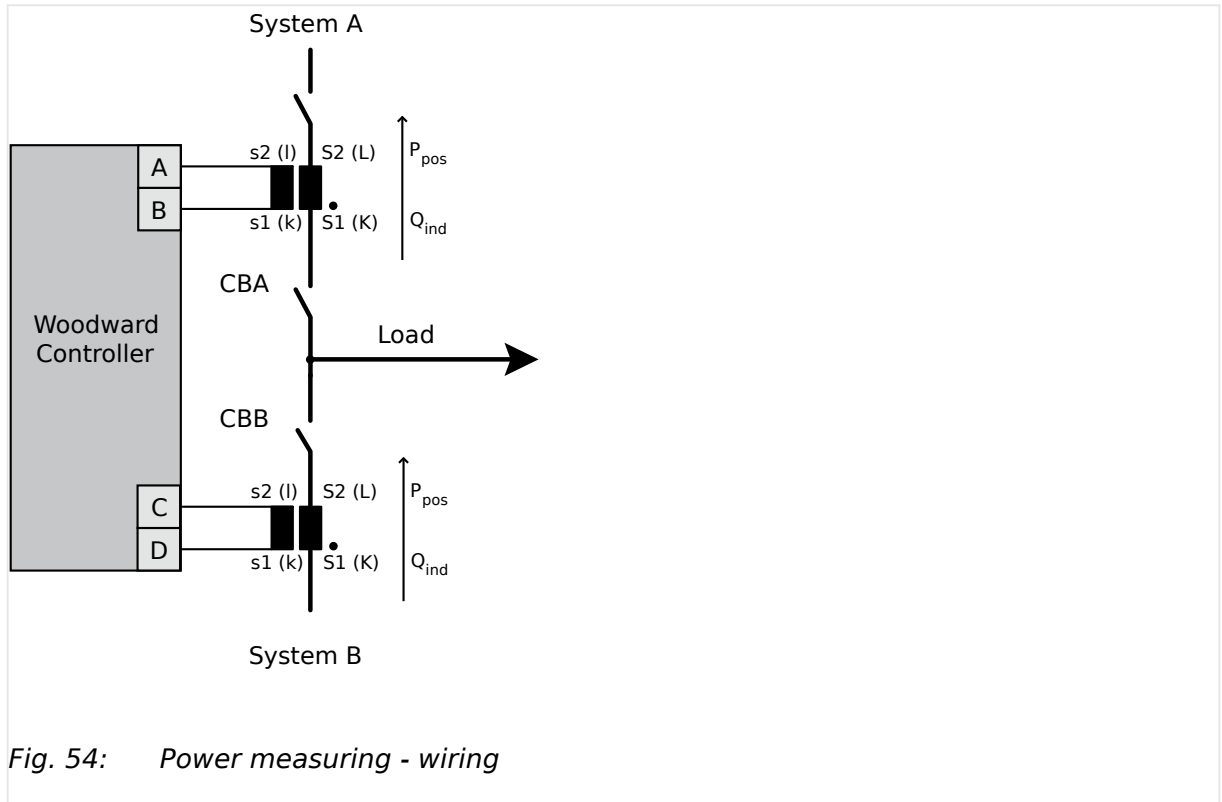 System A
s2 (l) S2 (L)
A
P_pos
B
s1 (k) S1 (K)
Q_ind
CBA
Woodward
Controller
Load
CBB
s2 (l) S2 (L)
C
P_pos
D
s1 (k) S1 (K)
Q_ind
System B
Fig. 54: Power measuring - wiring